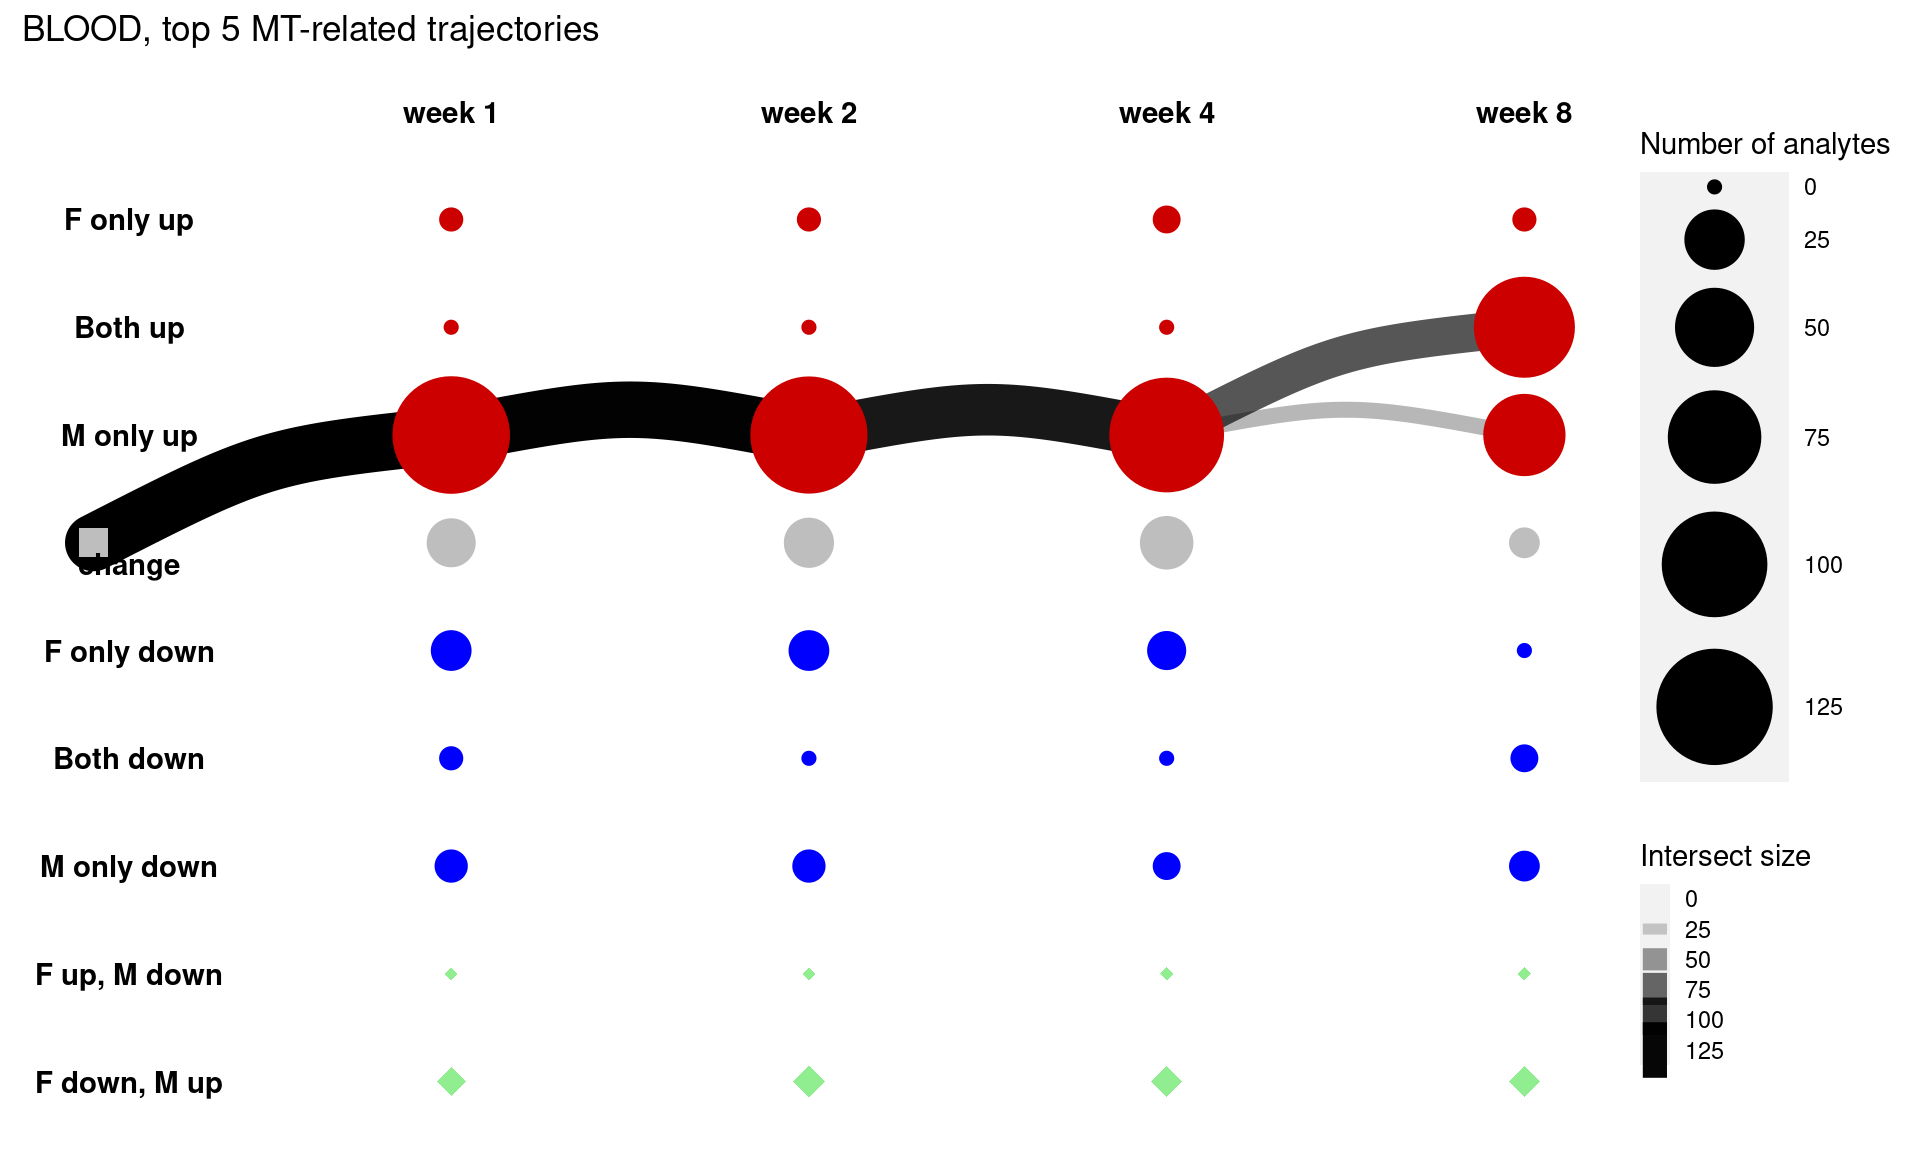 BLOOD, top 5 MT-related trajectories
week 1 week 2 week 4 week 8
F only up
Both up
M only up
change
F only down
Both down
M only down
F up, M down
F down, M up
Number of analytes
0
25
50
75
100
125
Intersect size
0
25
50
75
100
125